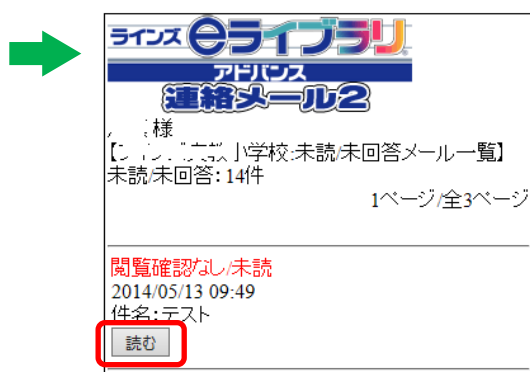 ラインズeライブラリ
アドバンス
連絡メール2
様
小学校:未読/未回答メール一覧】
未読/未回答: 14件
1ページ/全3ページ
閲覧確認なし/未読
2014/05/13 09:49
件名:テスト
読む